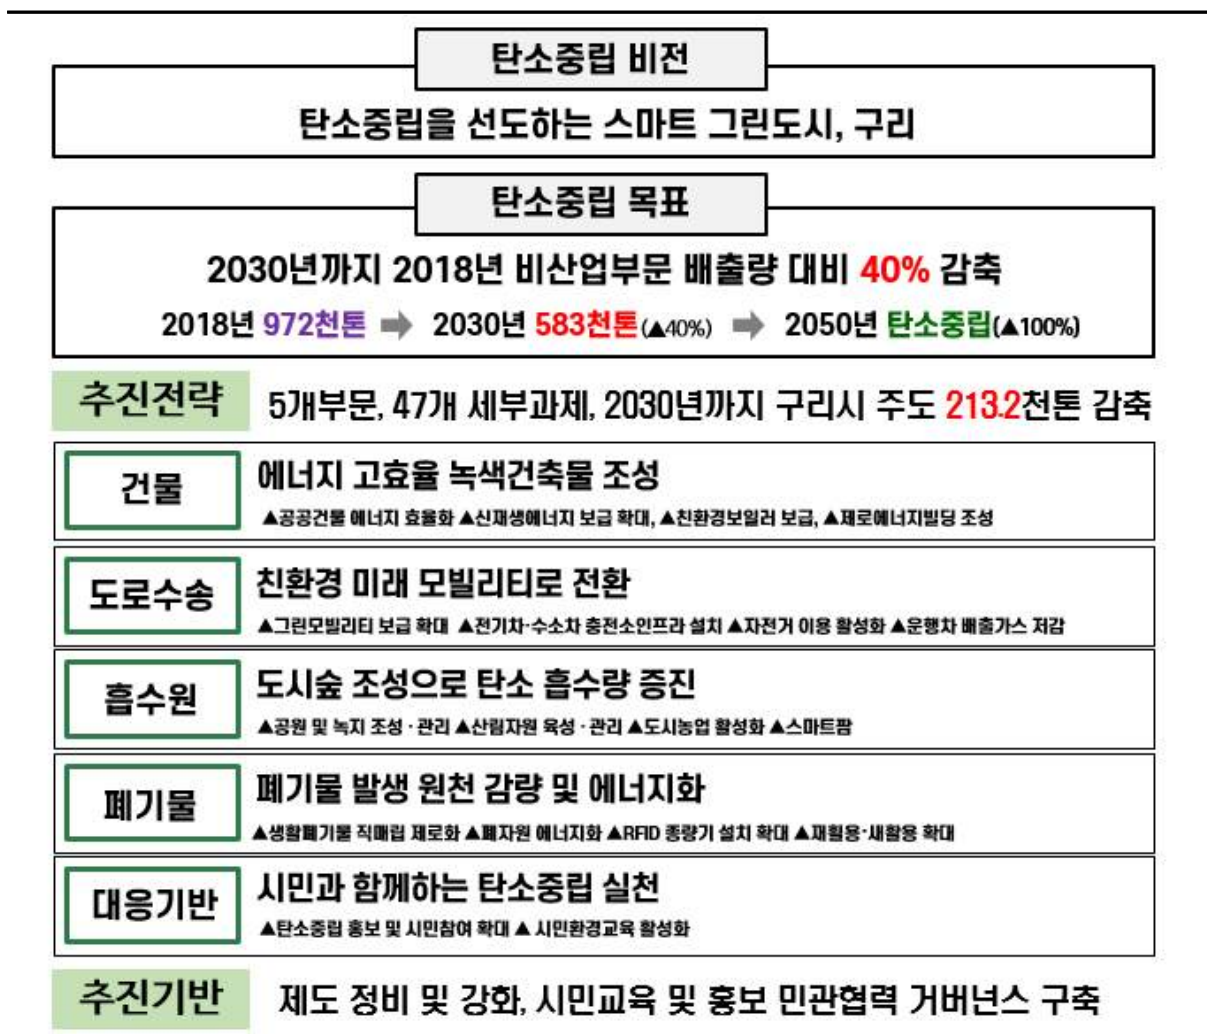 탄소중립 비전
탄소중립을 선도하는 스마트 그린도시, 구리
탄소중립 목표
2030년까지 2018년 비산업부문 배출량 대비 40% 감축
2018년 972천톤 ➡ 2030년 583천톤(▲40%) ➡ 2050년 탄소중립(▲100%)
추진전략 5개부문, 47개 세부과제, 2030년까지 구리시 주도 213.2천톤 감축
건물
에너지 고효율 녹색건축물 조성
▲공공건물 에너지 효율화 ▲신재생에너지 보급 확대, ▲친환경보일러 보급, ▲제로에너지빌딩 조성
도로수송
친환경 미래 모빌리티로 전환
▲그린모빌리티 보급 확대 ▲전기차·수소차 충전소인프라 설치 ▲자전거 이용 활성화 ▲운행차 배출가스 저감
흡수원
도시숲 조성으로 탄소 흡수량 증진
▲공원 및 녹지 조성·관리 ▲산림자원 육성·관리 ▲도시농업 활성화 ▲스마트팜
폐기물
폐기물 발생 원천 감량 및 에너지화
▲생활폐기물 직매립 제로화 ▲폐자원 에너지화 ▲RFID 종량기 설치 확대 ▲재활용·새활용 확대
대응기반
시민과 함께하는 탄소중립 실천
▲탄소중립 홍보 및 시민참여 확대 ▲ 시민환경교육 활성화
추진기반 제도 정비 및 강화, 시민교육 및 홍보 민관협력 거버넌스 구축